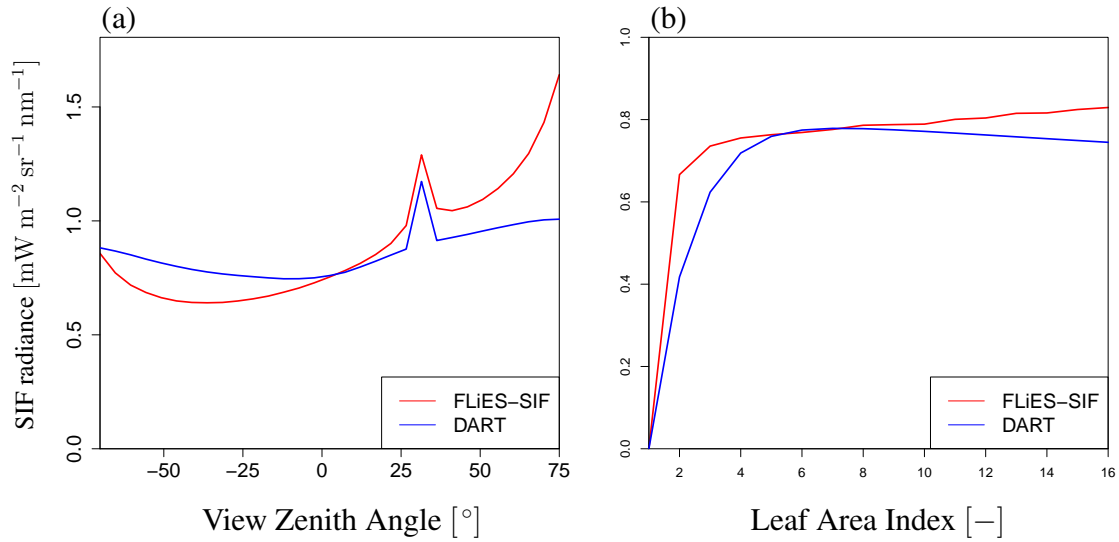 (a)
(b)
SIF radiance [mW m⁻² sr⁻¹ nm⁻¹]
1.5
1.0
0.5
0.0
−50 −25 0 25 50 75
View Zenith Angle [°]
FLiES−SIF
DART
1.0
0.8
0.6
0.4
0.2
0.0
2 4 6 8 10 12 14 16
Leaf Area Index [−]
FLiES−SIF
DART